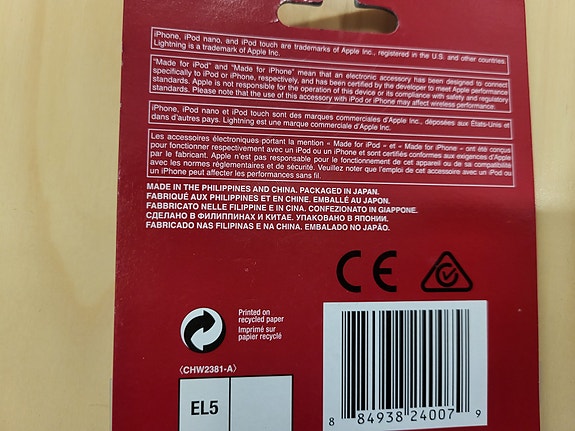 iPhone, iPod nano, and iPod touch are trademarks of Apple Inc., registered in the U.S. and other countries.
Lightning is a trademark of Apple Inc.
"Made for iPod" and "Made for iPhone" mean that an electronic accessory has been designed to connect
specifically to iPod or iPhone, respectively, and has been certified by the developer to meet Apple performance
standards. Apple is not responsible for the operation of this device or its compliance with safety and regulatory
standards. Please note that the use of this accessory with iPod or iPhone may affect wireless performance.
iPhone, iPod nano et iPod touch sont des marques commerciales d'Apple Inc., déposées aux États-Unis et
dans d'autres pays. Lightning est une marque commerciale d'Apple Inc.
Les accessoires électroniques portant la mention « Made for iPod » et « Made for iPhone » ont été conçus
pour fonctionner respectivement avec un iPod ou un iPhone et sont certifiés conformes aux exigences d'Apple
par le fabricant. Apple n'est pas responsable pour le fonctionnement de cet appareil ou de sa compatibilité
avec les normes réglementaires et de sécurité. Veuillez noter que l'emploi de cet accessoire avec un iPod ou
un iPhone peut affecter les performances sans fil.
MADE IN THE PHILIPPINES AND CHINA. PACKAGED IN JAPAN.
FABRIQUÉ AUX PHILIPPINES ET EN CHINE. EMBALLÉ AU JAPON.
FABBRICATO NELLE FILIPPINE E IN CINA. CONFEZIONATO IN GIAPPONE.
СДЕЛАНО В ФИЛИППИНАХ И КИТАЕ. УПАКОВАНО В ЯПОНИИ.
FABRICADO NAS FILIPINAS E NA CHINA. EMBALADO NO JAPÃO.
CE
Printed on
recycled paper
Imprimé sur
papier recyclé
〈CHW2381-A〉
EL5
8 84938 24007 9